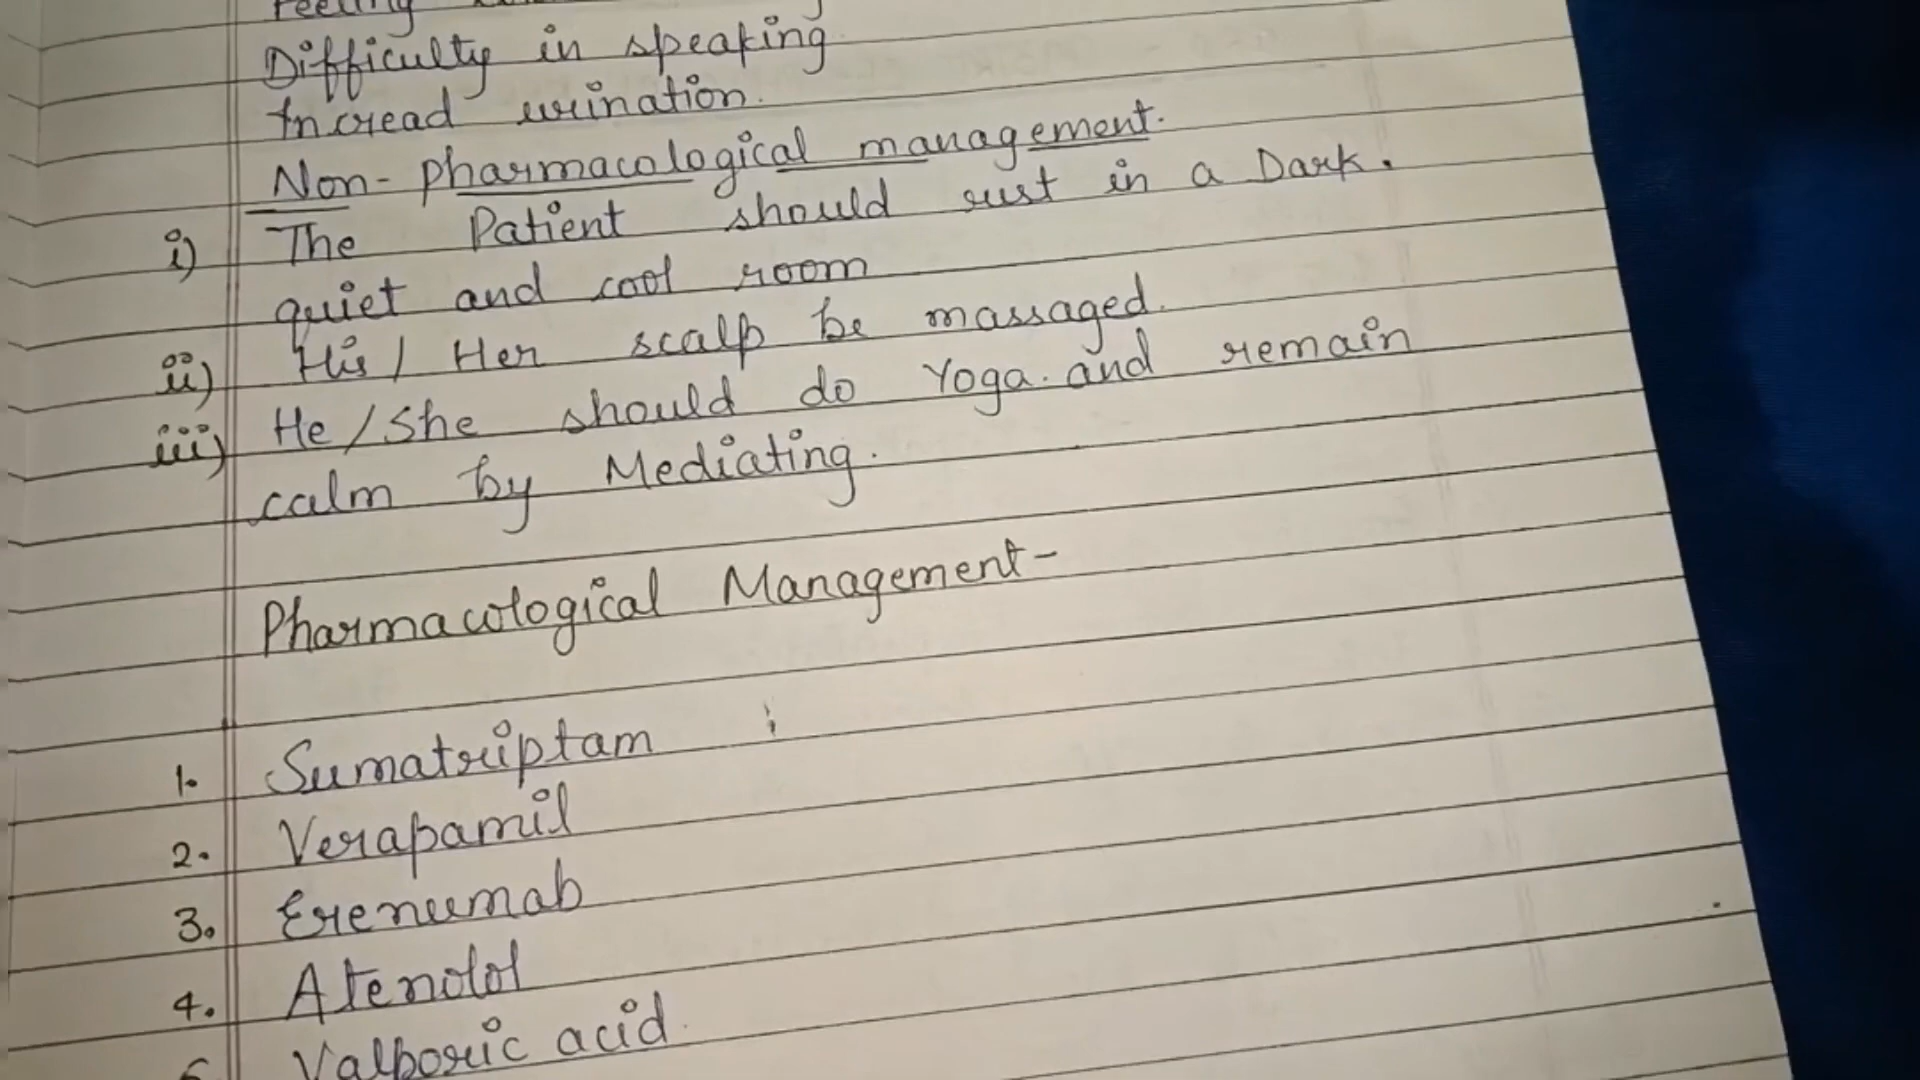 Feeling
Difficulty in speaking
Incread urination.
Non-pharmacological management.
i) The Patient should rest in a Dark.
quiet and cool room
ii) His/Her scalp be massaged.
iii) He/She should do Yoga. and remain
calm by Mediating.
Pharmacological Management-
1. Sumatriptam
2. Verapamil
3. Erenumab
4. Atenolol
Valporic acid.